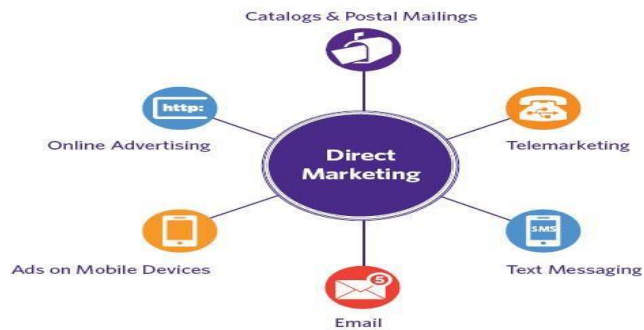 Catalogs & Postal Mailings
http:
Online Advertising
Telemarketing
Direct
Marketing
SMS
Ads on Mobile Devices
Text Messaging
5
Email